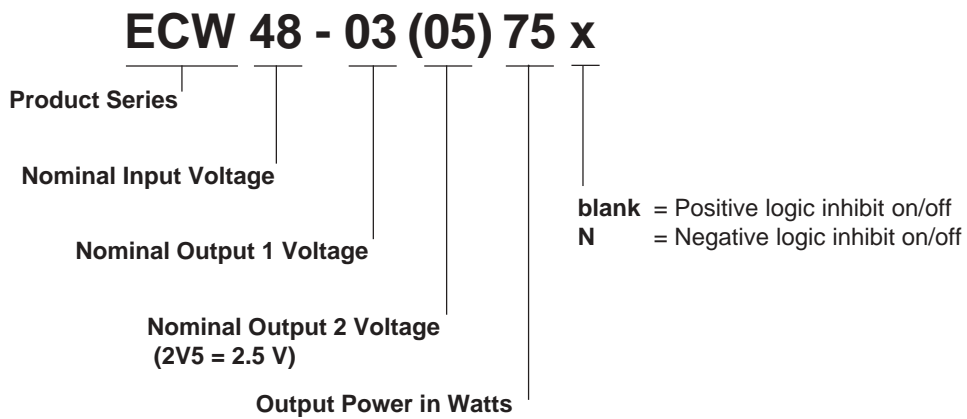 ECW 48 - 03 (05) 75 x
Product Series
Nominal Input Voltage
blank = Positive logic inhibit on/off
N = Negative logic inhibit on/off
Nominal Output 1 Voltage
Nominal Output 2 Voltage
(2V5 = 2.5 V)
Output Power in Watts